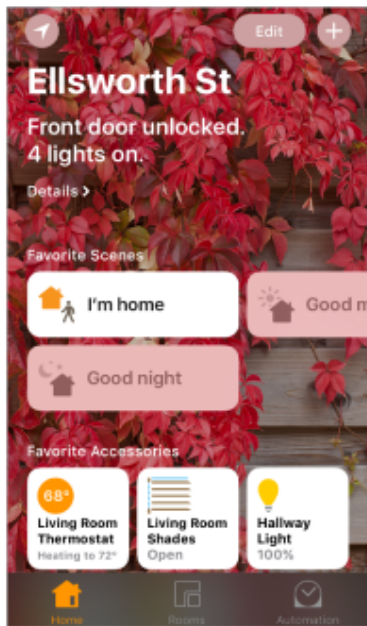 Edit
Ellsworth St
Front door unlocked.
4 lights on.
Details >
Favorite Scenes
I'm home
Good m
Good night
Favorite Accessories
68°
Living Room
Thermostat
Heating to 72°
Living Room
Shades
Open
Hallway
Light
100%
Home
Rooms
Automation